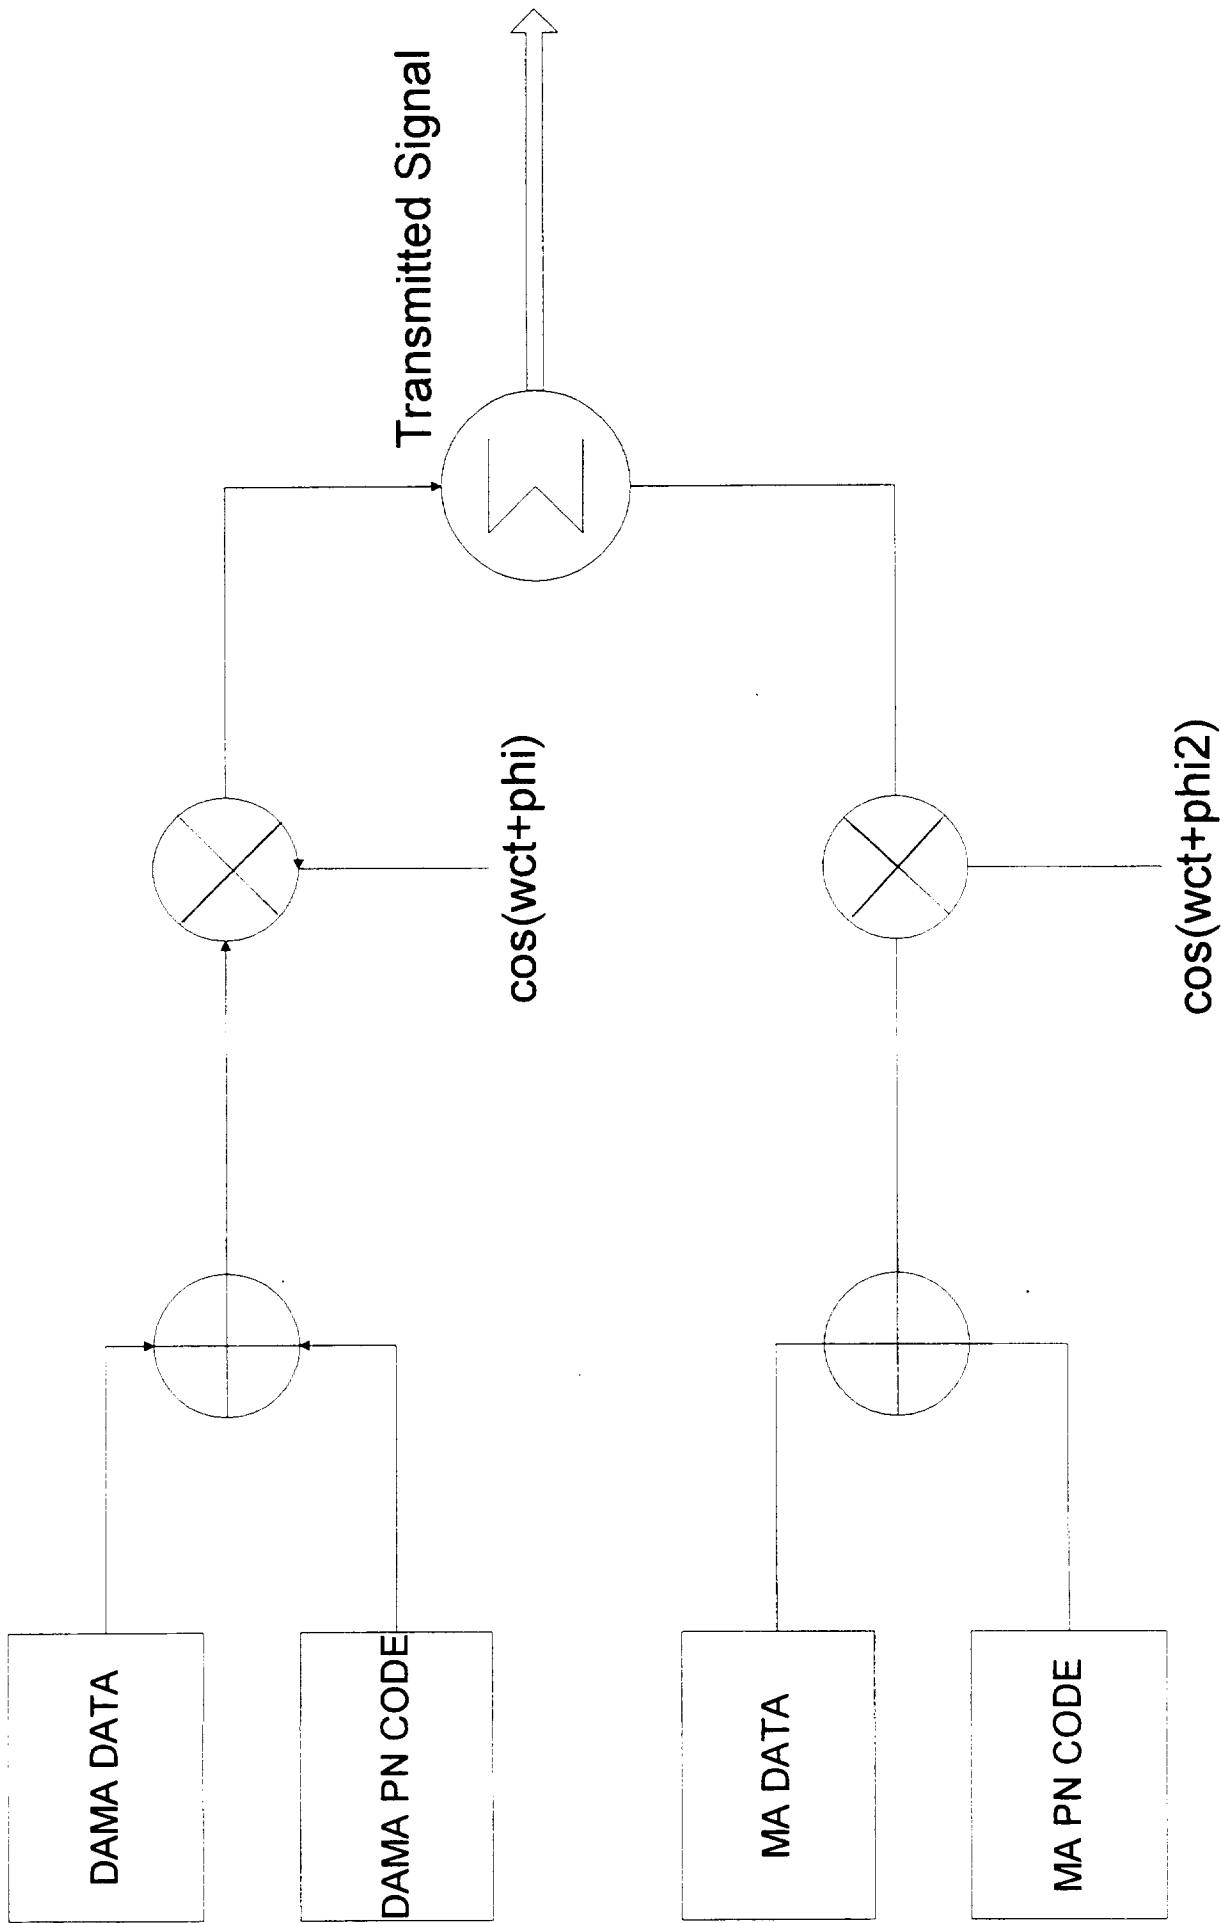 DAMA DATA
DAMA PN CODE
cos(wct+phi)
Transmitted Signal
Σ
MA DATA
MA PN CODE
cos(wct+phi2)